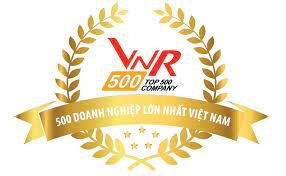 VNR
500 TOP 500
COMPANY
500 DOANH NGHIỆP LỚN NHẤT VIỆT NAM